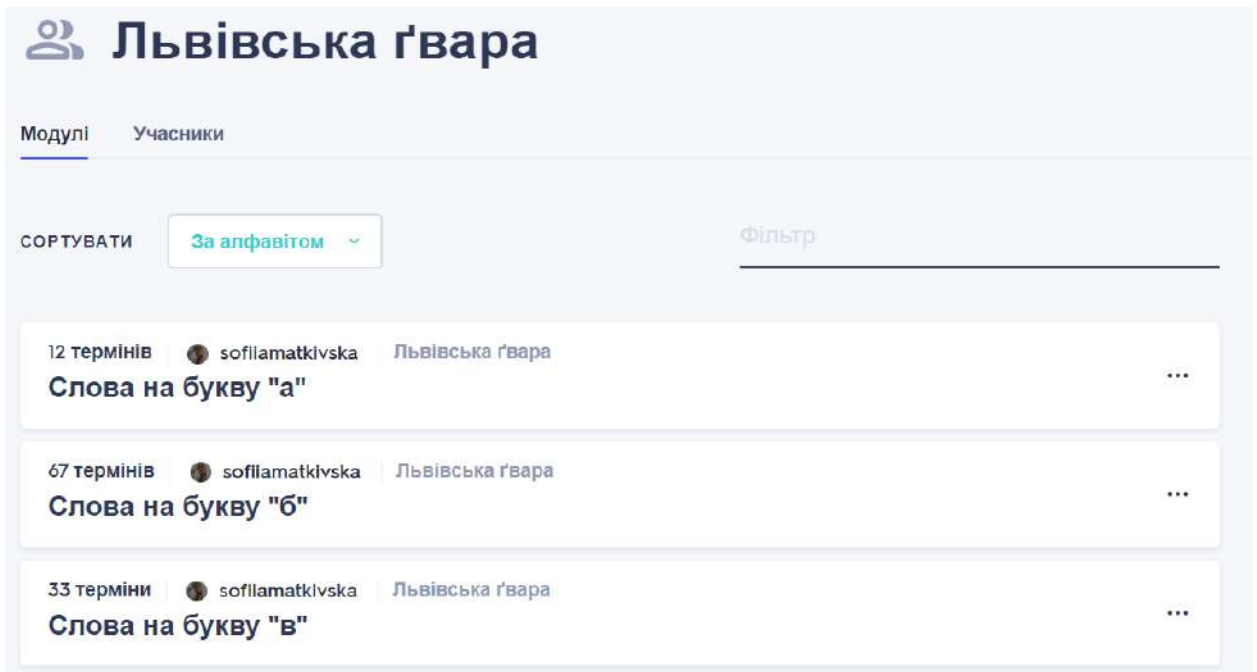 Львівська ґвара
Модулі Учасники
СОРТУВАТИ За алфавітом Фільтр
12 термінів sofiiamatkivska Львівська ґвара
Слова на букву "а"
67 термінів sofiiamatkivska Львівська ґвара
Слова на букву "б"
33 терміни sofiiamatkivska Львівська ґвара
Слова на букву "в"